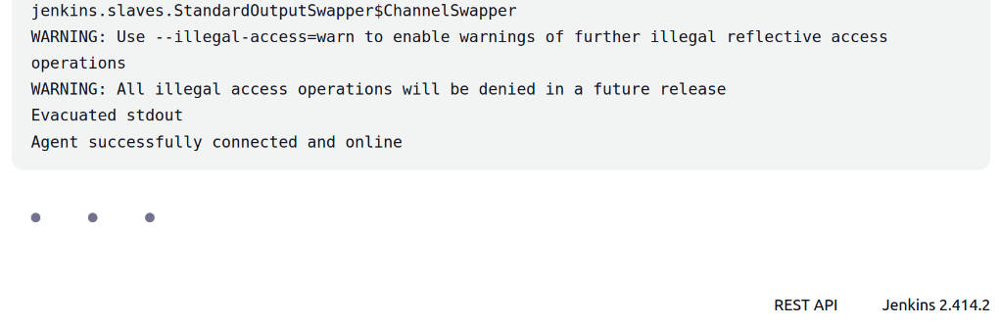 jenkins.slaves.StandardOutputSwapper$ChannelSwapper
WARNING: Use --illegal-access=warn to enable warnings of further illegal reflective access
operations
WARNING: All illegal access operations will be denied in a future release
Evacuated stdout
Agent successfully connected and online
REST API Jenkins 2.414.2